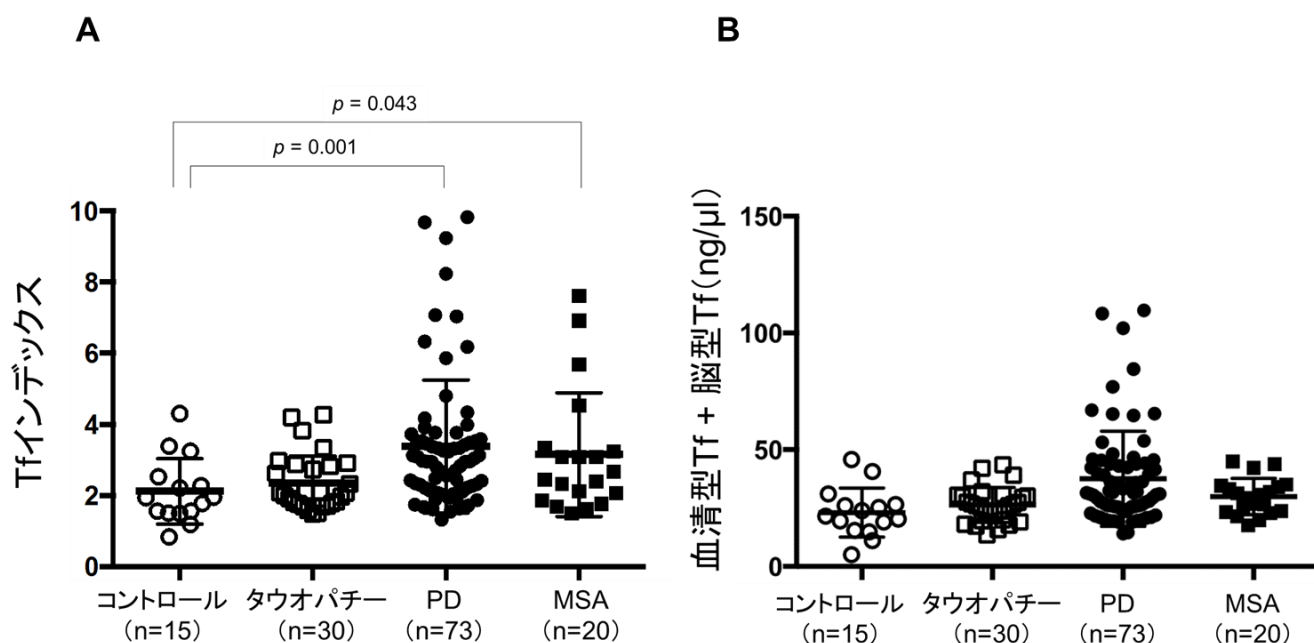 A
p = 0.043
p = 0.001
Tfインデックス
10
8
6
4
2
0
コントロール
(n=15)
タウオパチー
(n=30)
PD
(n=73)
MSA
(n=20)
B
血清型Tf + 脳型Tf(ng/μl)
150
100
50
0
コントロール
(n=15)
タウオパチー
(n=30)
PD
(n=73)
MSA
(n=20)